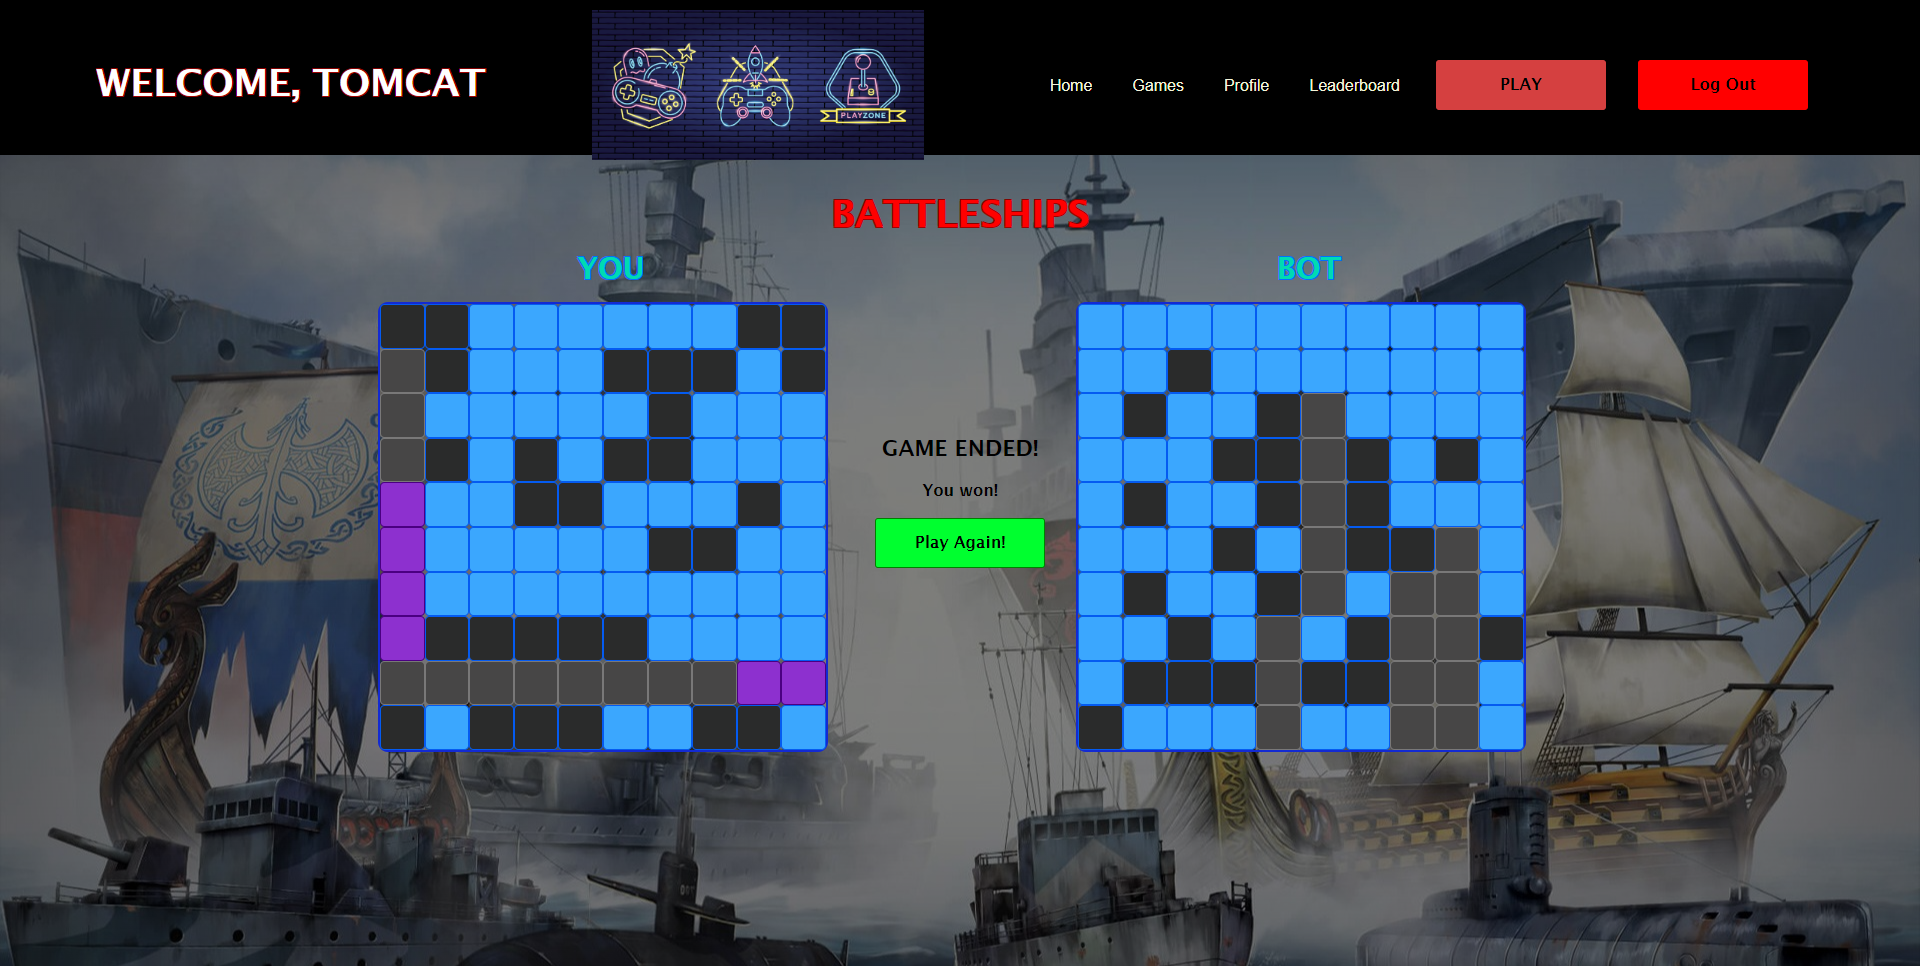 WELCOME, TOMCAT
PLAYZONE
Home
Games
Profile
Leaderboard
PLAY
Log Out
BATTLESHIPS
YOU
BOT
GAME ENDED!
You won!
Play Again!